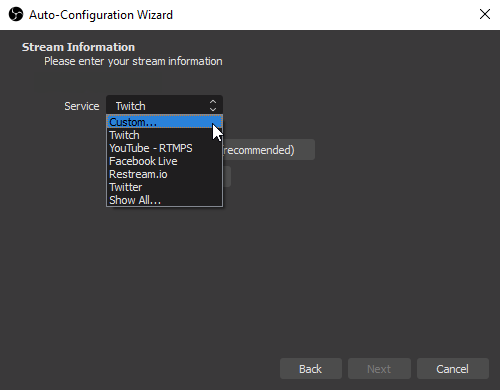 Auto-Configuration Wizard
Stream Information
Please enter your stream information
Service Twitch
Custom...
Twitch
YouTube - RTMPS
recommended)
Facebook Live
Restream.io
Twitter
Show All...
Back Next Cancel